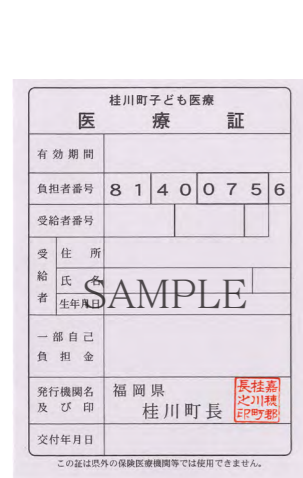 桂川町子ども医療
医療証
有効期間
負担者番号 8 1 4 0 0 7 5 6
受給者番号
受給者
住所
氏名
生年月日
SAMPLE
一部自己
負担金
発行機関名
及び印
福岡県
桂川町長
嘉穂郡
桂川町
長之印
交付年月日
この証は県外の保険医療機関等では使用できません。